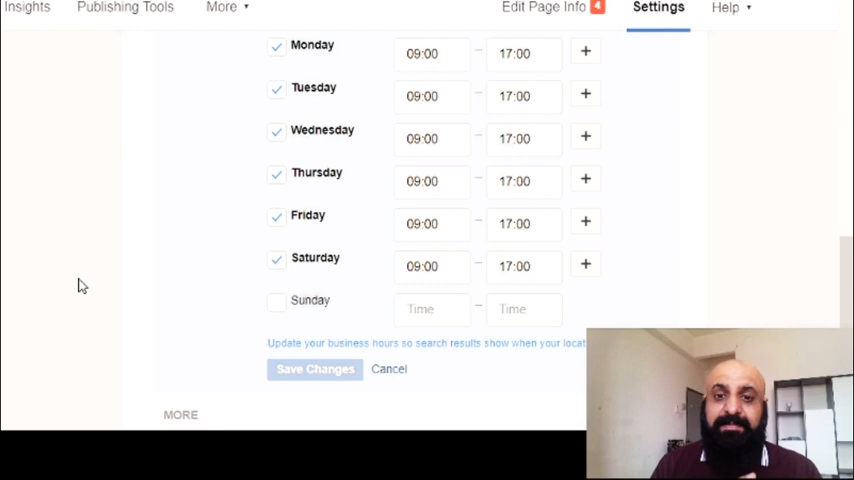 Insights Publishing Tools More Edit Page Info 4 Settings Help
Monday 09:00 - 17:00 +
Tuesday 09:00 - 17:00 +
Wednesday 09:00 - 17:00 +
Thursday 09:00 - 17:00 +
Friday 09:00 - 17:00 +
Saturday 09:00 - 17:00 +
Sunday Time - Time
Update your business hours so search results show when your locat
Save Changes Cancel
MORE